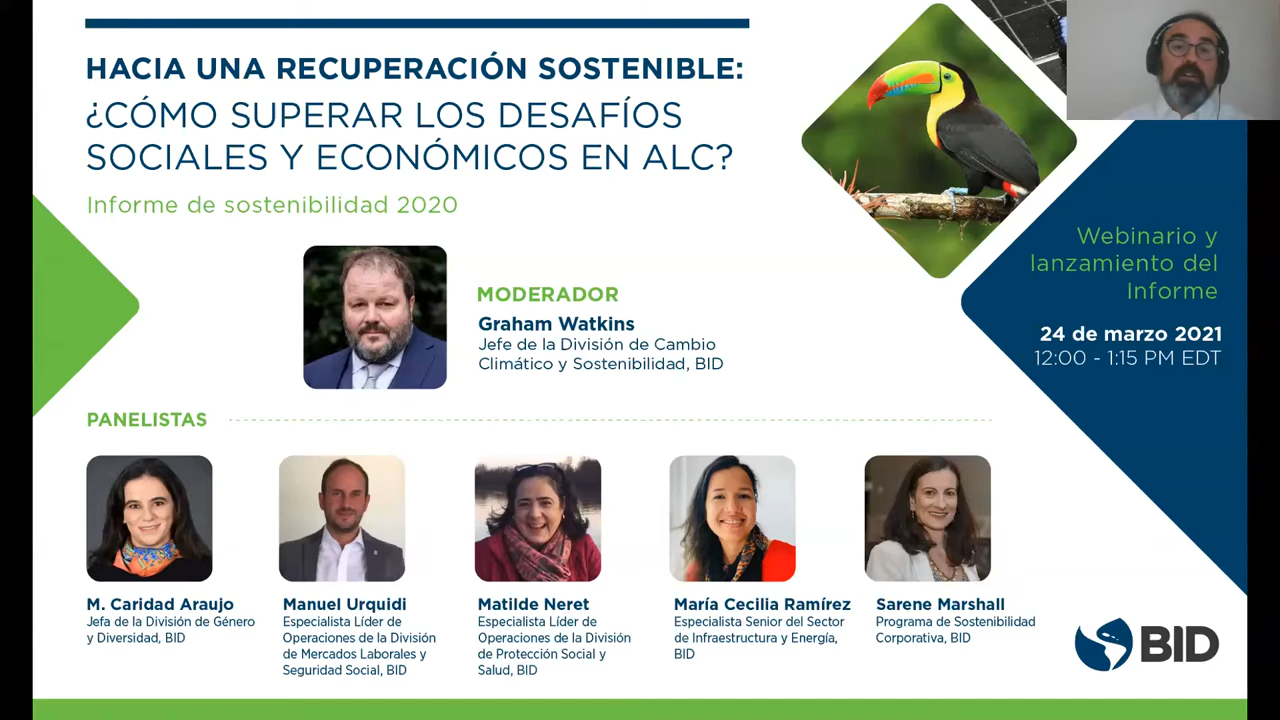 HACIA UNA RECUPERACIÓN SOSTENIBLE:
¿CÓMO SUPERAR LOS DESAFÍOS
SOCIALES Y ECONÓMICOS EN ALC?
Informe de sostenibilidad 2020
Webinario y
lanzamiento del
Informe
24 de marzo 2021
12:00 - 1:15 PM EDT
MODERADOR
Graham Watkins
Jefe de la División de Cambio
Climático y Sostenibilidad, BID
PANELISTAS
M. Caridad Araujo
Jefa de la División de Género
y Diversidad, BID
Manuel Urquidi
Especialista Líder de
Operaciones de la División
de Mercados Laborales y
Seguridad Social, BID
Matilde Neret
Especialista Líder de
Operaciones de la División
de Protección Social y
Salud, BID
María Cecilia Ramírez
Especialista Senior del Sector
de Infraestructura y Energía,
BID
Sarene Marshall
Programa de Sostenibilidad
Corporativa, BID
BID